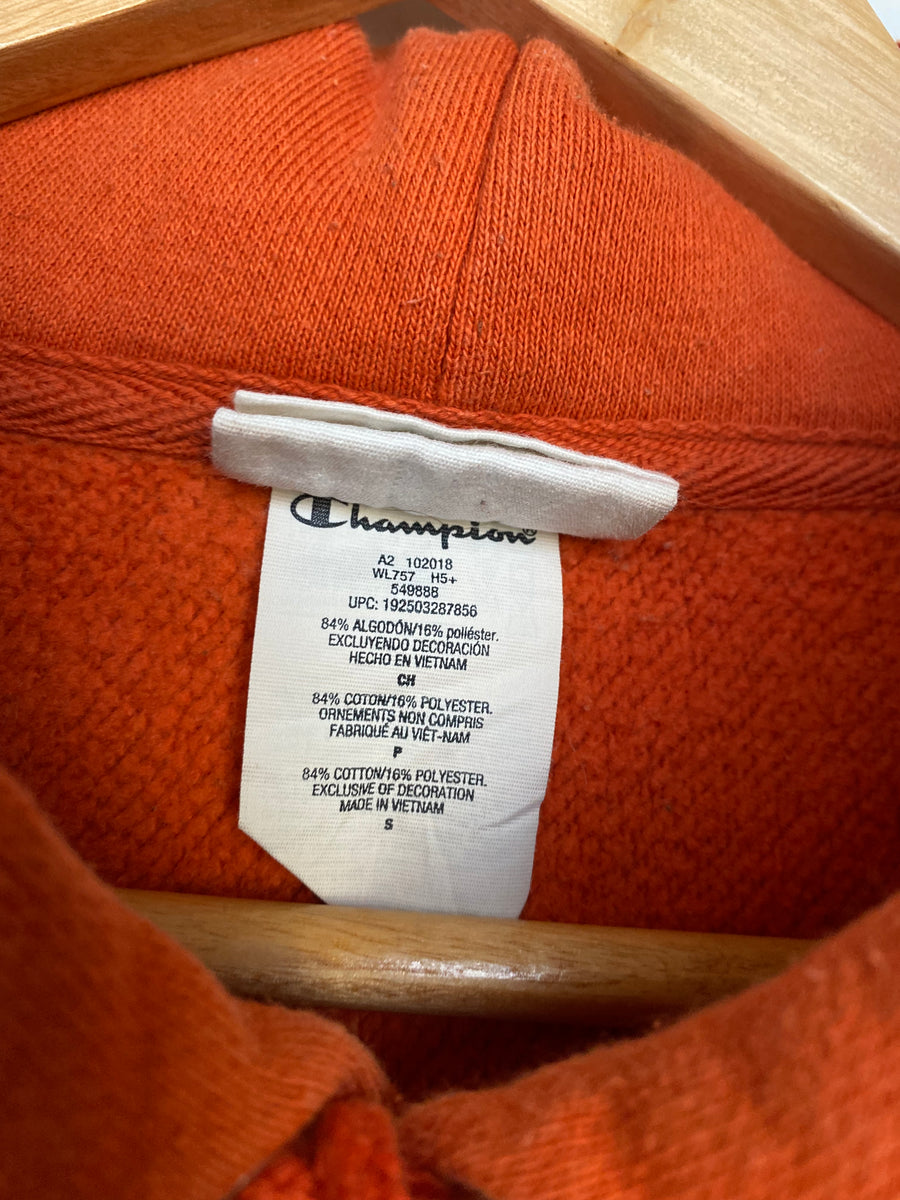 Champion
A2 102018
WL757 H5+
549888
UPC: 192503287856
84% ALGODÓN/16% poliéster.
EXCLUYENDO DECORACIÓN
HECHO EN VIETNAM
CH
84% COTON/16% POLYESTER.
ORNEMENTS NON COMPRIS
FABRIQUÉ AU VIÊT-NAM
P
84% COTTON/16% POLYESTER.
EXCLUSIVE OF DECORATION
MADE IN VIETNAM
S